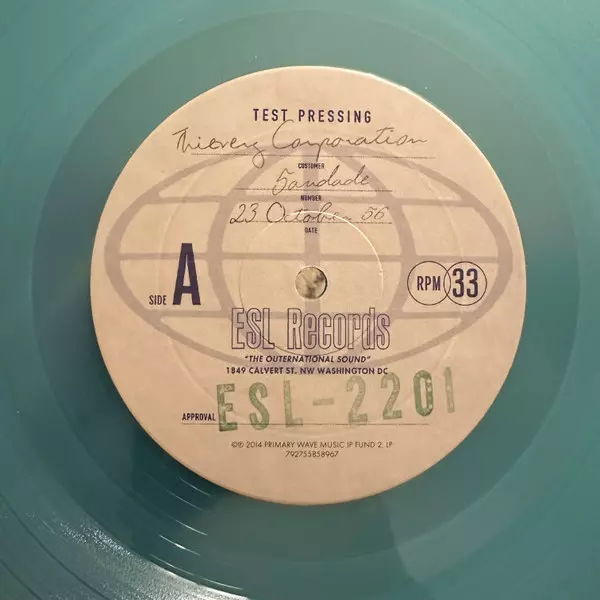 TEST PRESSING
Thievery Corporation
CUSTOMER
Saudade
NUMBER
23 October 56
DATE
SIDE A
RPM 33
ESL Records
"THE OUTERNATIONAL SOUND"
1849 CALVERT ST. NW WASHINGTON DC
APPROVAL ESL-2201
©℗ 2014 PRIMARY WAVE MUSIC IP FUND 2, LP
792755858967